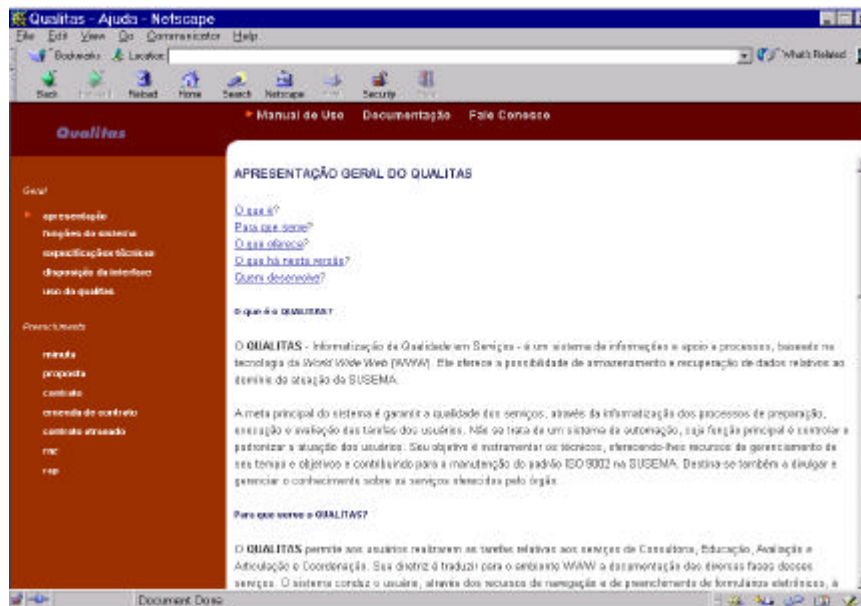 Qualitas - Ajuda - Netscape
File Edit View Go Communicator Help
Bookmarks Location: What's Related
Back Reload Home Search Netscape Security
Manual de Uso Documentação Fale Conosco
Qualitas
APRESENTAÇÃO GERAL DO QUALITAS
Geral
apresentação
funções do sistema
especificações técnicas
disposição da interface
uso do qualitas
Preenchimento
minuta
proposta
contrato
emenda de contrato
contrato atrasado
rnc
rap
O que é?
Para que serve?
O que oferece?
O que há nesta versão?
Quem desenvolve?
O que é o QUALITAS?
O QUALITAS - Informatização da Qualidade em Serviços - é um sistema de informações e apoio a processos, baseado na
tecnologia da World Wide Web (WWW). Ele oferece a possibilidade de armazenamento e recuperação de dados relativos ao
domínio de atuação da SUSEMA.
A meta principal do sistema é garantir a qualidade dos serviços, através da informatização dos processos de preparação,
execução e avaliação das tarefas dos usuários. Não se trata de um sistema de automação, cuja função principal é controlar e
padronizar a atuação dos usuários. Seu objetivo é instrumentar os técnicos, oferecendo-lhes recursos de gerenciamento de
seu tempo e objetivos e contribuindo para a manutenção do padrão ISO 9002 na SUSEMA. Destina-se também a divulgar e
gerenciar o conhecimento sobre os serviços oferecidos pelo órgão.
Para que serve o QUALITAS?
O QUALITAS permite aos usuários realizarem as tarefas relativas aos serviços de Consultoria, Educação, Avaliação e
Articulação e Coordenação. Sua diretriz é traduzir para o ambiente WWW a documentação das diversas fases desses
serviços. O sistema conduz o usuário, através dos recursos de navegação e de preenchimento de formulários eletrônicos, a
Document: Done